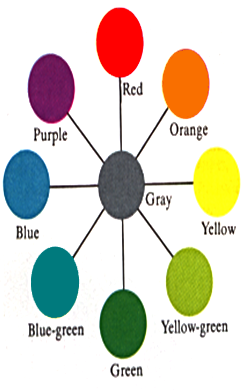 Red
Orange
Purple
Gray
Blue
Yellow
Blue-green
Yellow-green
Green